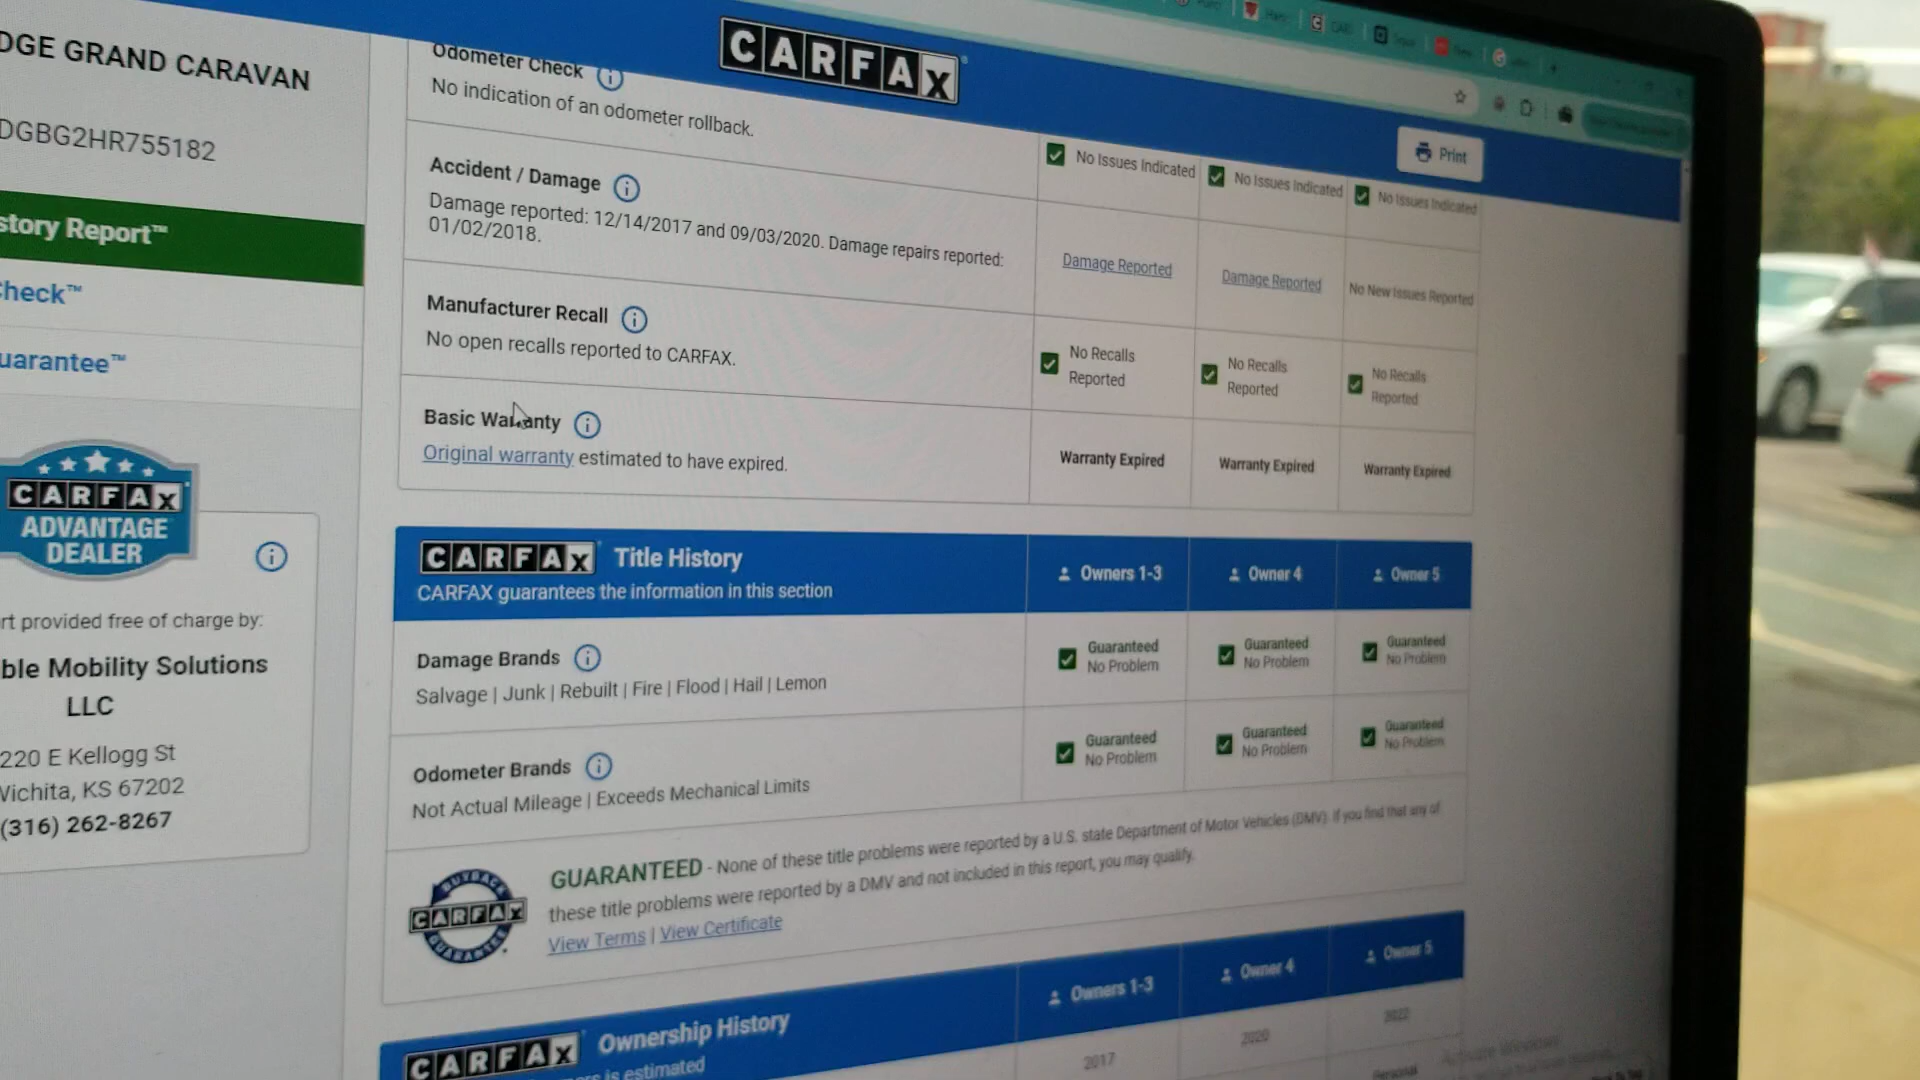 DGE GRAND CARAVAN
DGBG2HR755182
story Report™
Check™
uarantee™
CARFAX
ADVANTAGE
DEALER
rt provided free of charge by:
ble Mobility Solutions
LLC
220 E Kellogg St
Wichita, KS 67202
(316) 262-8267
CARFAX
Print
Odometer Check
No indication of an odometer rollback.
No Issues Indicated
No Issues Indicated
No Issues Indicated
Accident / Damage
Damage reported: 12/14/2017 and 09/03/2020. Damage repairs reported:
01/02/2018.
Damage Reported
Damage Reported
No New Issues Reported
Manufacturer Recall
No open recalls reported to CARFAX.
No Recalls
Reported
No Recalls
Reported
No Recalls
Reported
Basic Warranty
Original warranty estimated to have expired.
Warranty Expired
Warranty Expired
Warranty Expired
CARFAX Title History
CARFAX guarantees the information in this section
Owners 1-3
Owner 4
Owner 5
Damage Brands
Salvage | Junk | Rebuilt | Fire | Flood | Hail | Lemon
Guaranteed
No Problem
Guaranteed
No Problem
Guaranteed
No Problem
Odometer Brands
Not Actual Mileage | Exceeds Mechanical Limits
Guaranteed
No Problem
Guaranteed
No Problem
Guaranteed
No Problem
BUYBACK
CARFAX
GUARANTEE
GUARANTEED - None of these title problems were reported by a U.S. state Department of Motor Vehicles (DMV). If you find that any of
these title problems were reported by a DMV and not included in this report, you may qualify.
View Terms | View Certificate
CARFAX Ownership History
is estimated
Owners 1-3
Owner 4
Owner 5
2017
2020
2022
Personal
Activate Windows